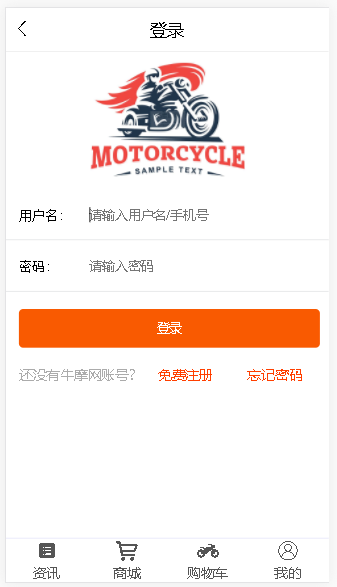 登录
MOTORCYCLE
SAMPLE TEXT
用户名： 请输入用户名/手机号
密码： 请输入密码
登录
还没有牛摩网账号？ 免费注册 忘记密码
资讯 商城 购物车 我的